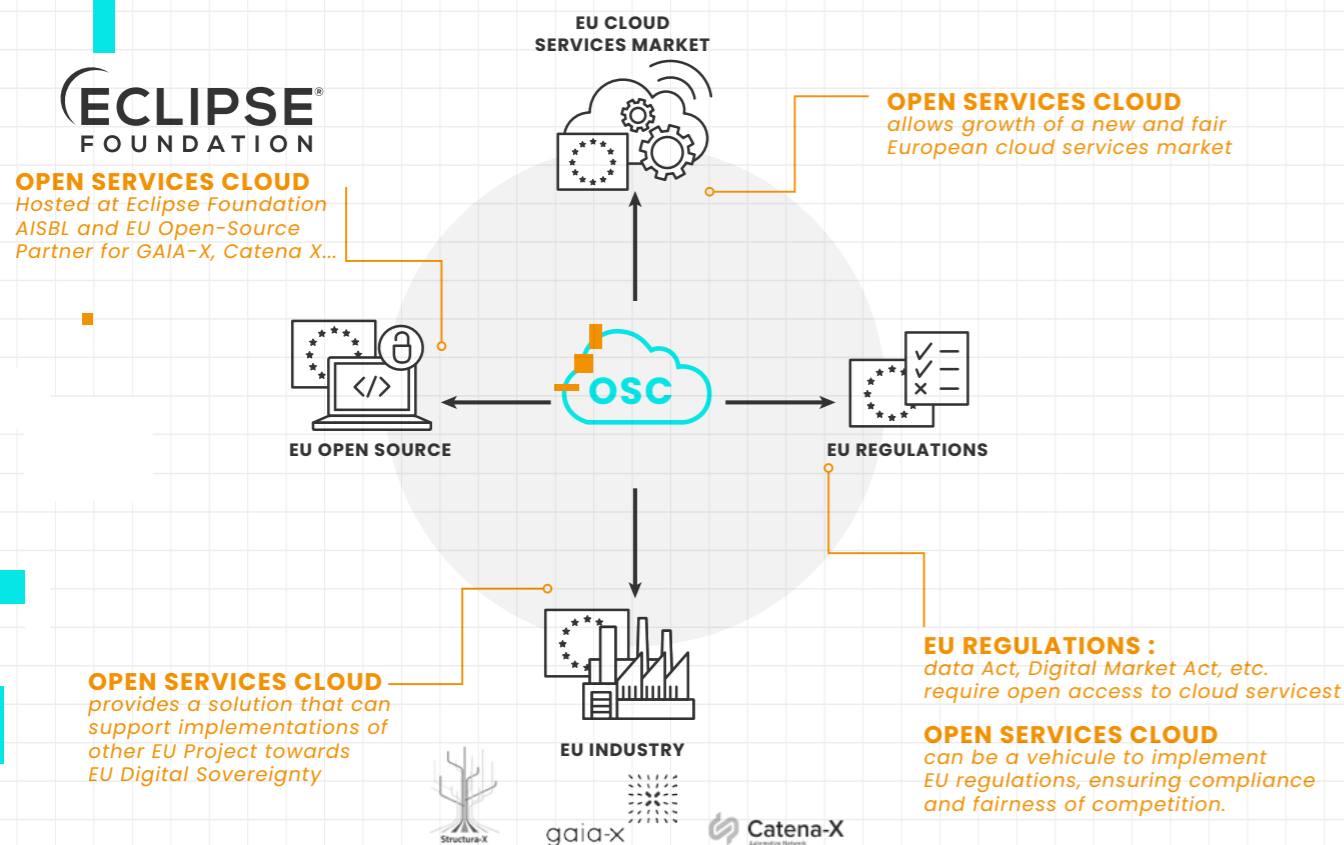 EU CLOUD
SERVICES MARKET
ECLIPSE®
FOUNDATION
OPEN SERVICES CLOUD
Hosted at Eclipse Foundation
AISBL and EU Open-Source
Partner for GAIA-X, Catena X...
OPEN SERVICES CLOUD
allows growth of a new and fair
European cloud services market
</>
OSC
EU OPEN SOURCE
EU REGULATIONS
OPEN SERVICES CLOUD
provides a solution that can
support implementations of
other EU Project towards
EU Digital Sovereignty
EU INDUSTRY
Structura-X
gaia-x
Catena-X
Automotive Network
EU REGULATIONS :
data Act, Digital Market Act, etc.
require open access to cloud servicest
OPEN SERVICES CLOUD
can be a vehicule to implement
EU regulations, ensuring compliance
and fairness of competition.